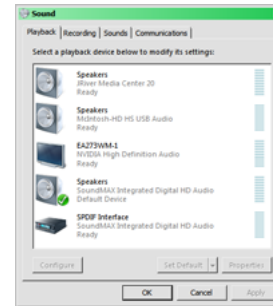 Sound
Playback
Recording
Sounds
Communications
Select a playback device below to modify its settings:
Speakers
JRiver Media Center 20
Ready
Speakers
McIntosh-HD HS USB Audio
Ready
EA273WM-1
NVIDIA High Definition Audio
Ready
Speakers
SoundMAX Integrated Digital HD Audio
Default Device
SPDIF Interface
SoundMAX Integrated Digital HD Audio
Ready
Configure
Set Default
Properties
OK
Cancel
Apply